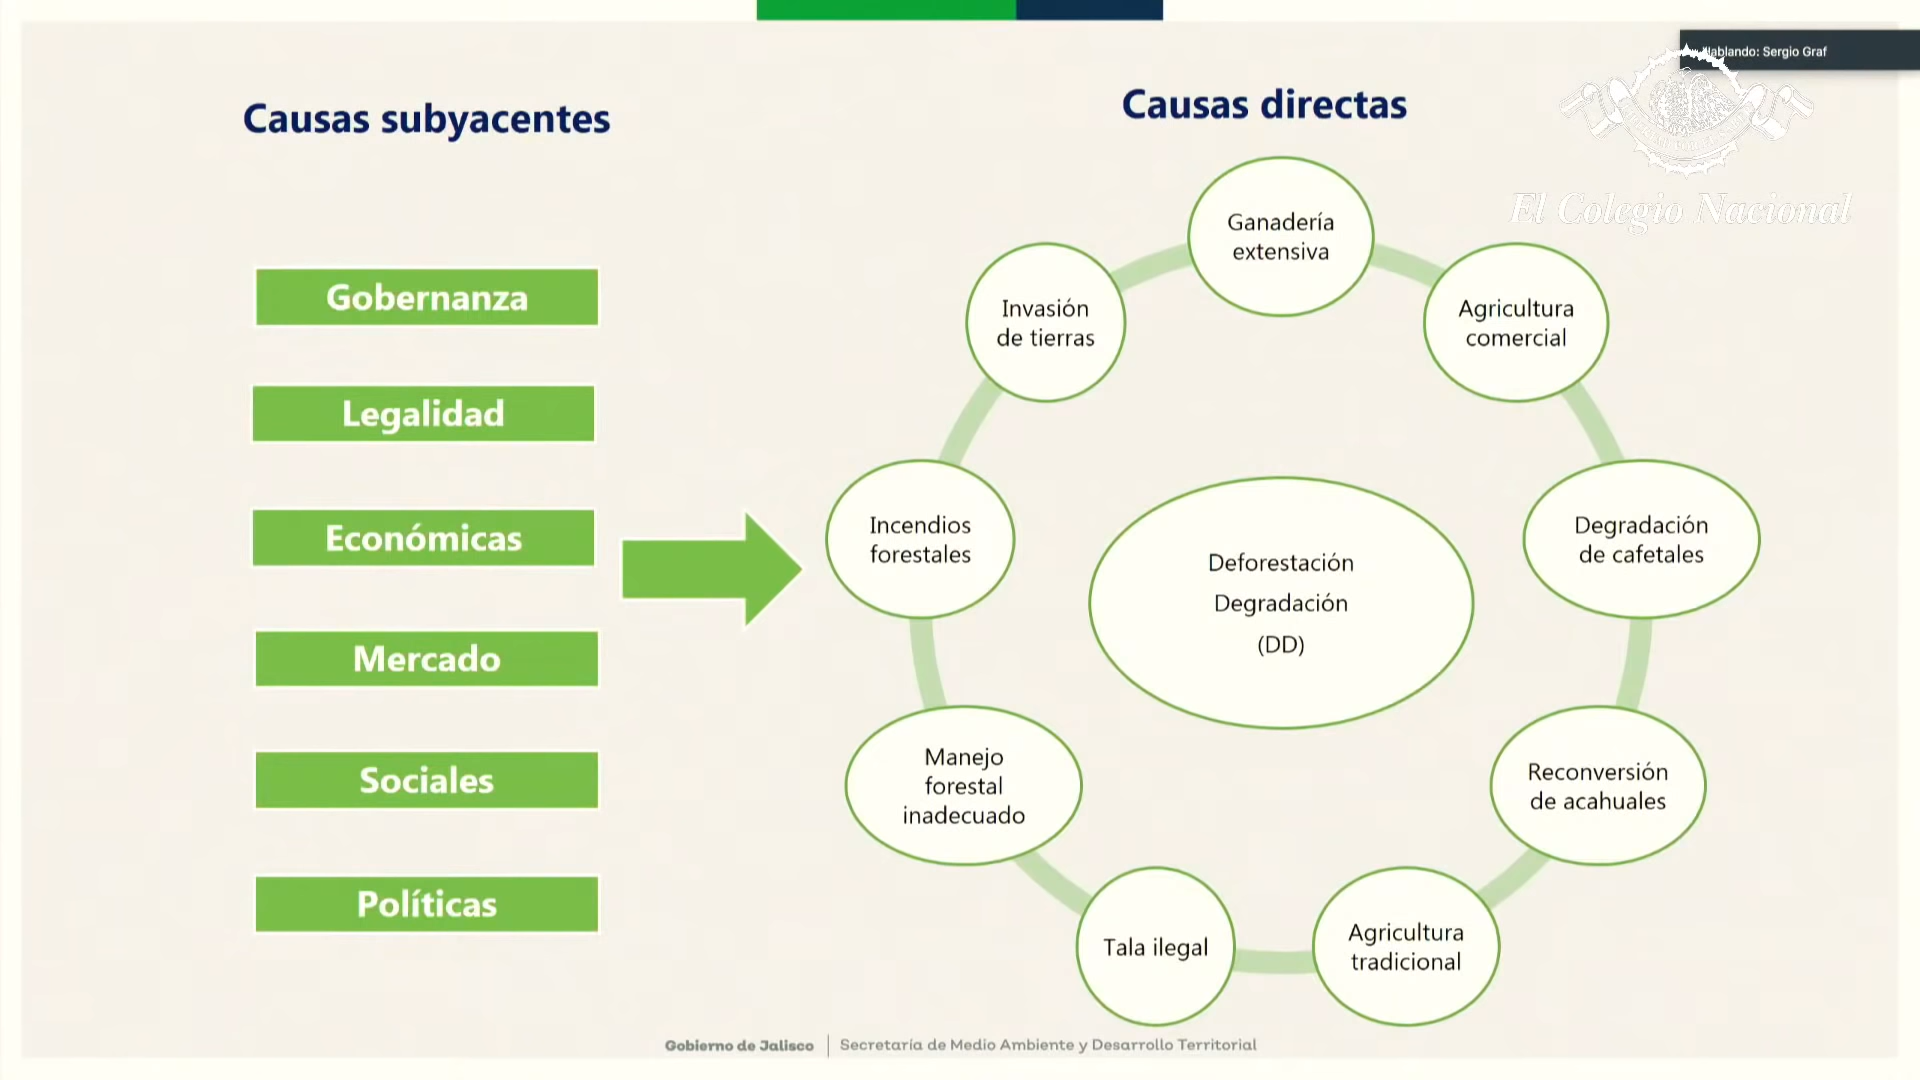 Hablando: Sergio Graf
El Colegio Nacional
Causas subyacentes
Gobernanza
Legalidad
Económicas
Mercado
Sociales
Políticas
Causas directas
Ganadería
extensiva
Agricultura
comercial
Degradación
de cafetales
Reconversión
de acahuales
Agricultura
tradicional
Tala ilegal
Manejo
forestal
inadecuado
Incendios
forestales
Invasión
de tierras
Deforestación
Degradación
(DD)
Gobierno de Jalisco
Secretaría de Medio Ambiente y Desarrollo Territorial